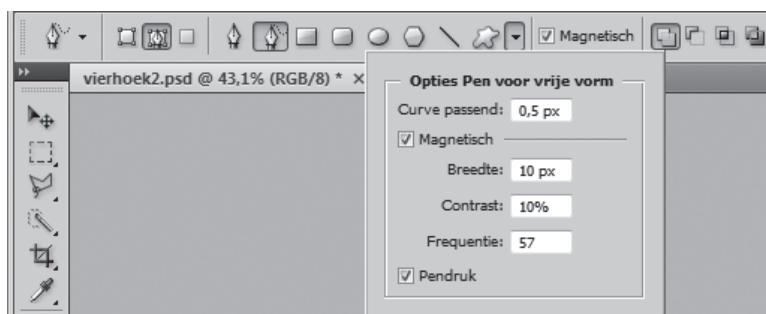 Magnetisch
vierhoek2.psd @ 43,1% (RGB/8) * ×
Opties Pen voor vrije vorm
Curve passend: 0,5 px
Magnetisch
Breedte: 10 px
Contrast: 10%
Frequentie: 57
Pendruk